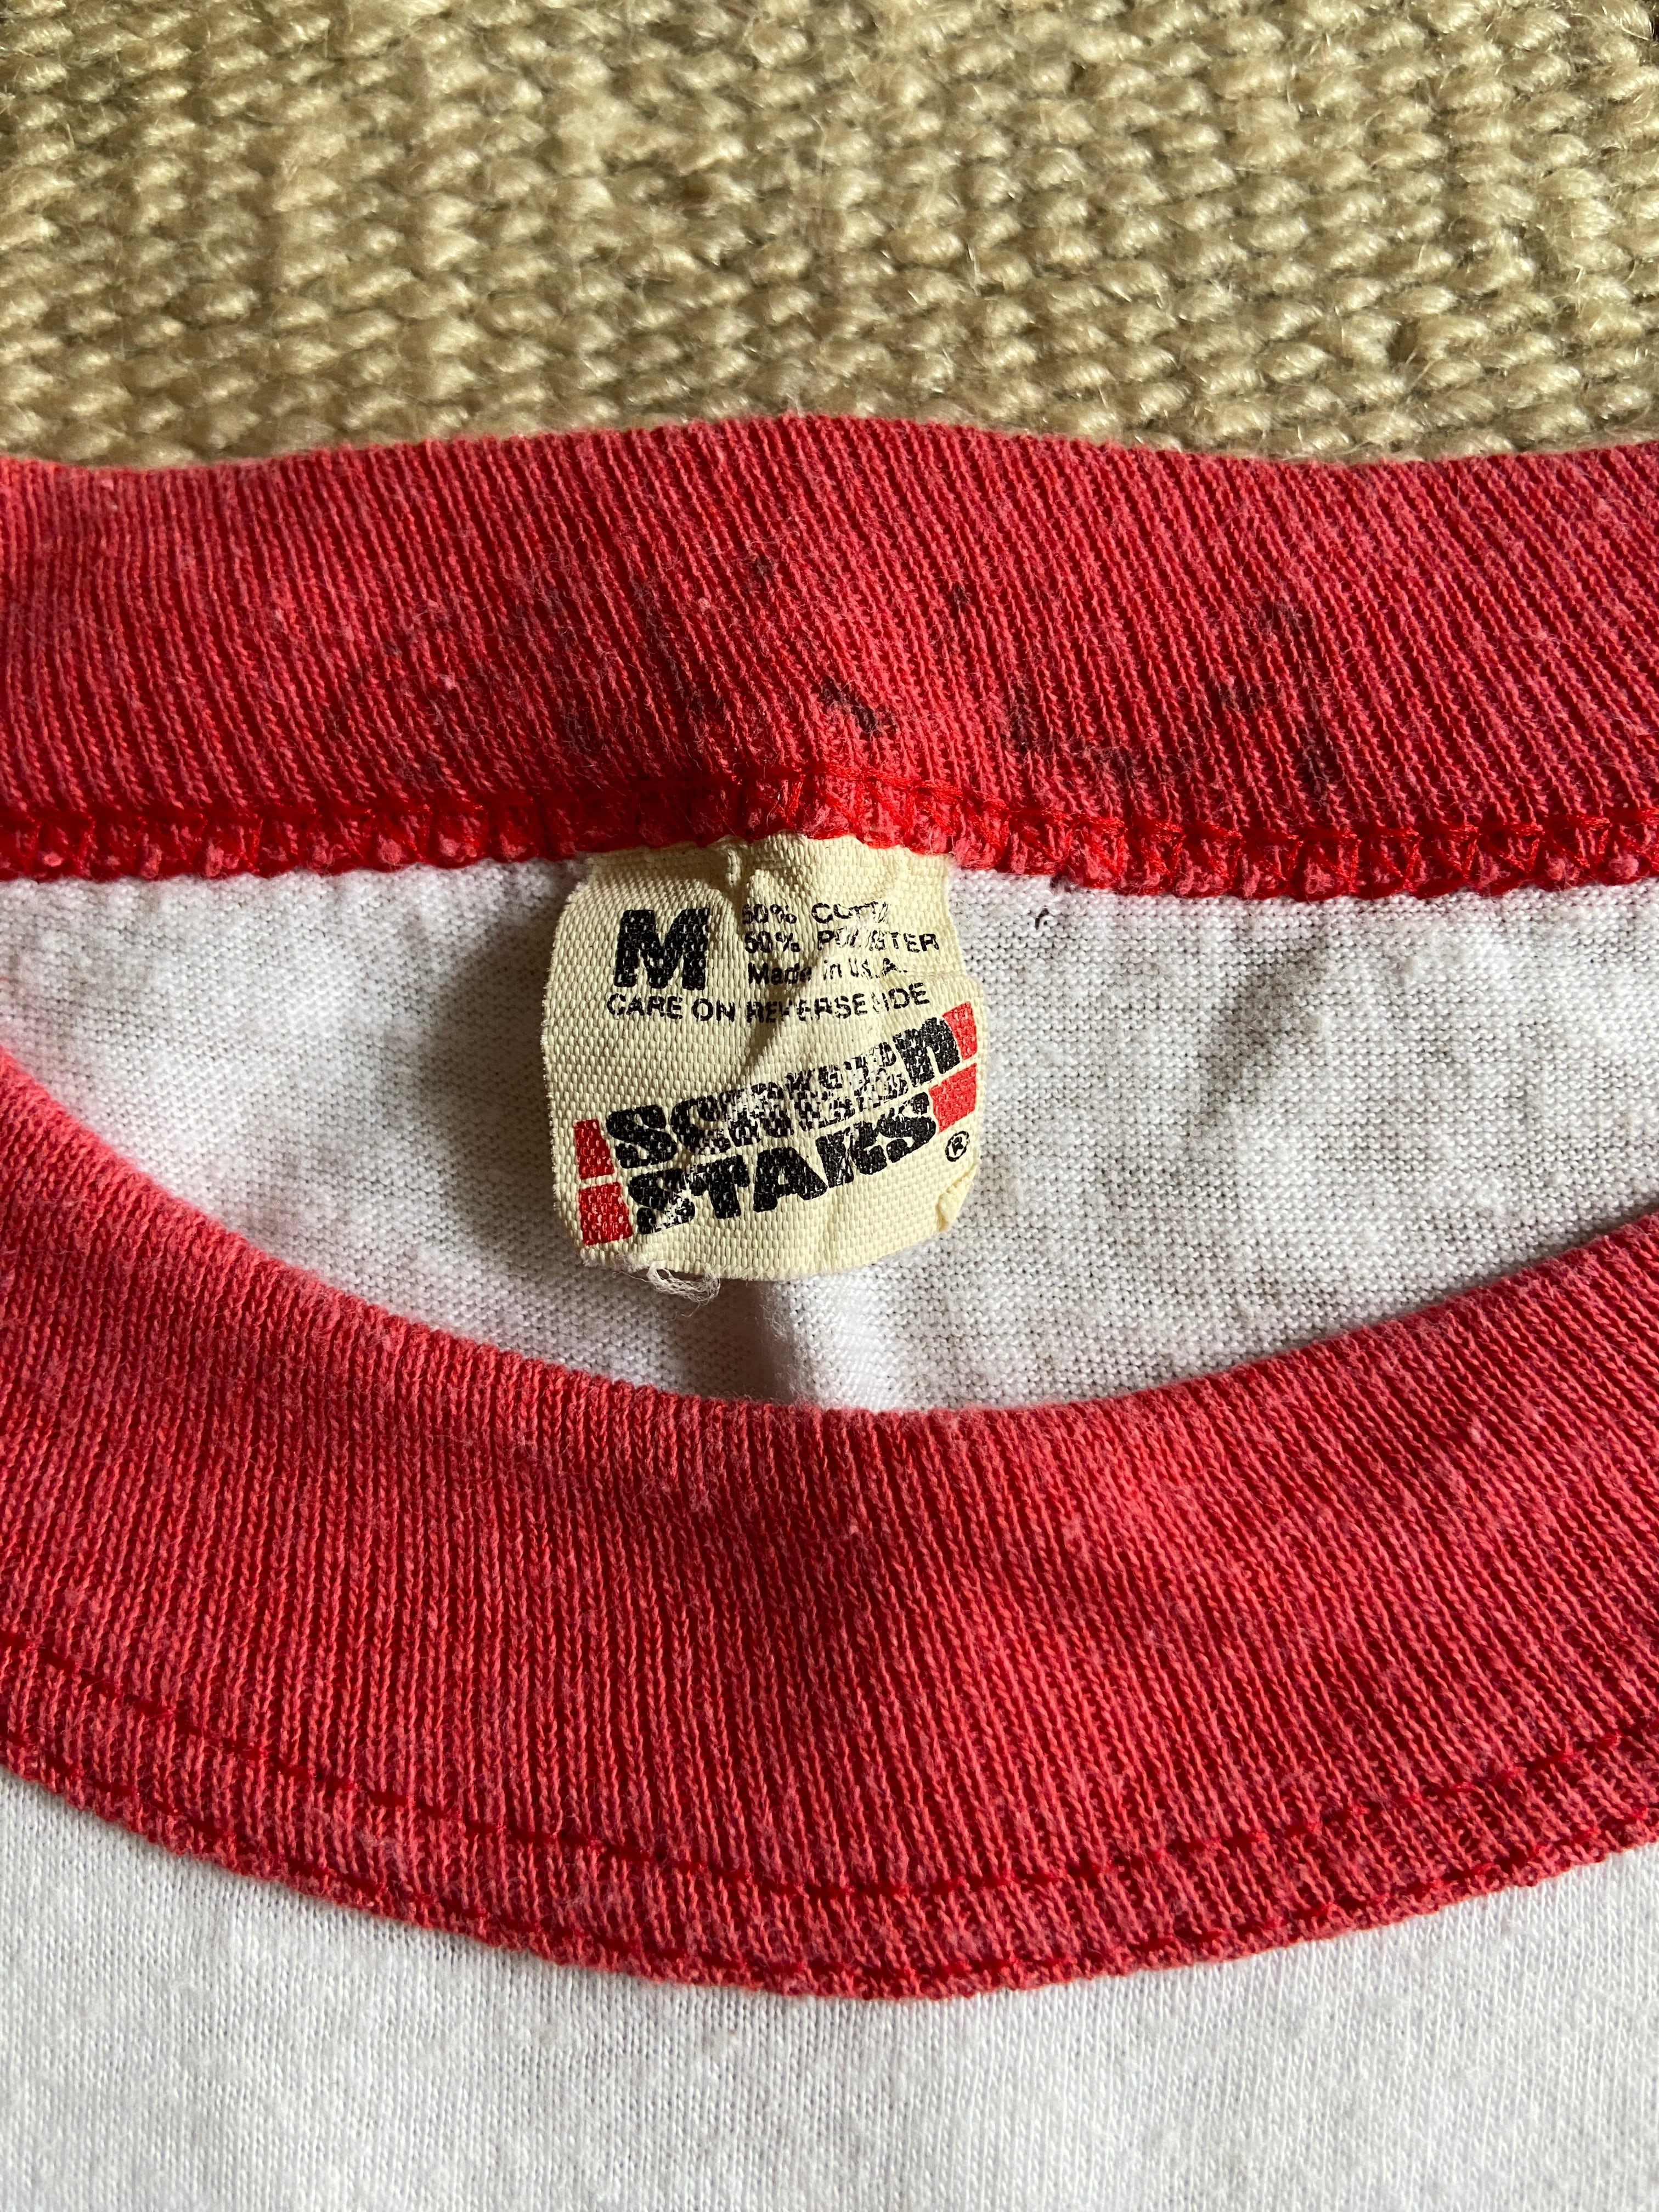 M
50% COTTON
50% POLYESTER
Made in U.S.A.
CARE ON REVERSE SIDE
SCREEN
STARS®